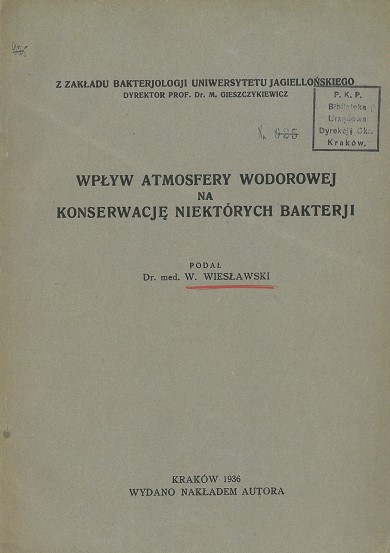 Z ZAKŁADU BAKTERJOLOGJI UNIWERSYTETU JAGIELLOŃSKIEGO
DYREKTOR PROF. Dr. M. GIESZCZYKIEWICZ
P. K. P.
Biblioteka
Urzędowa
Dyrekcji Okr.
Kraków.
WPŁYW ATMOSFERY WODOROWEJ
NA
KONSERWACJĘ NIEKTÓRYCH BAKTERJI
PODAŁ
Dr. med. W. WIESŁAWSKI
KRAKÓW 1936
WYDANO NAKŁADEM AUTORA